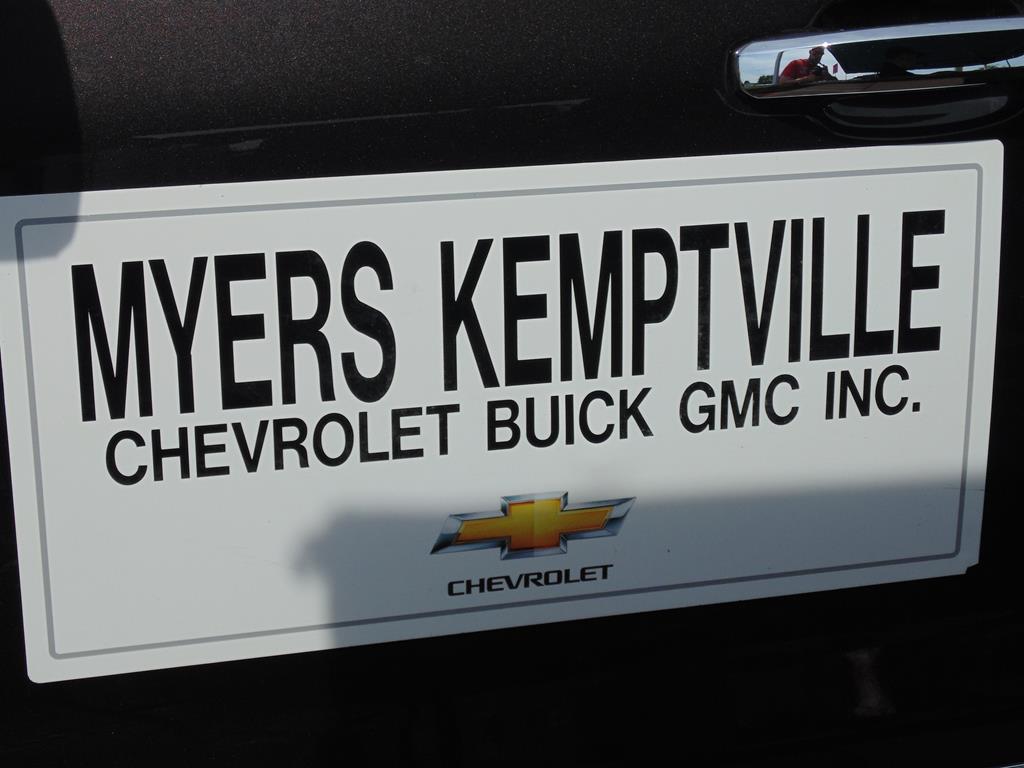 MYERS KEMPTVILLE
CHEVROLET BUICK GMC INC.
CHEVROLET